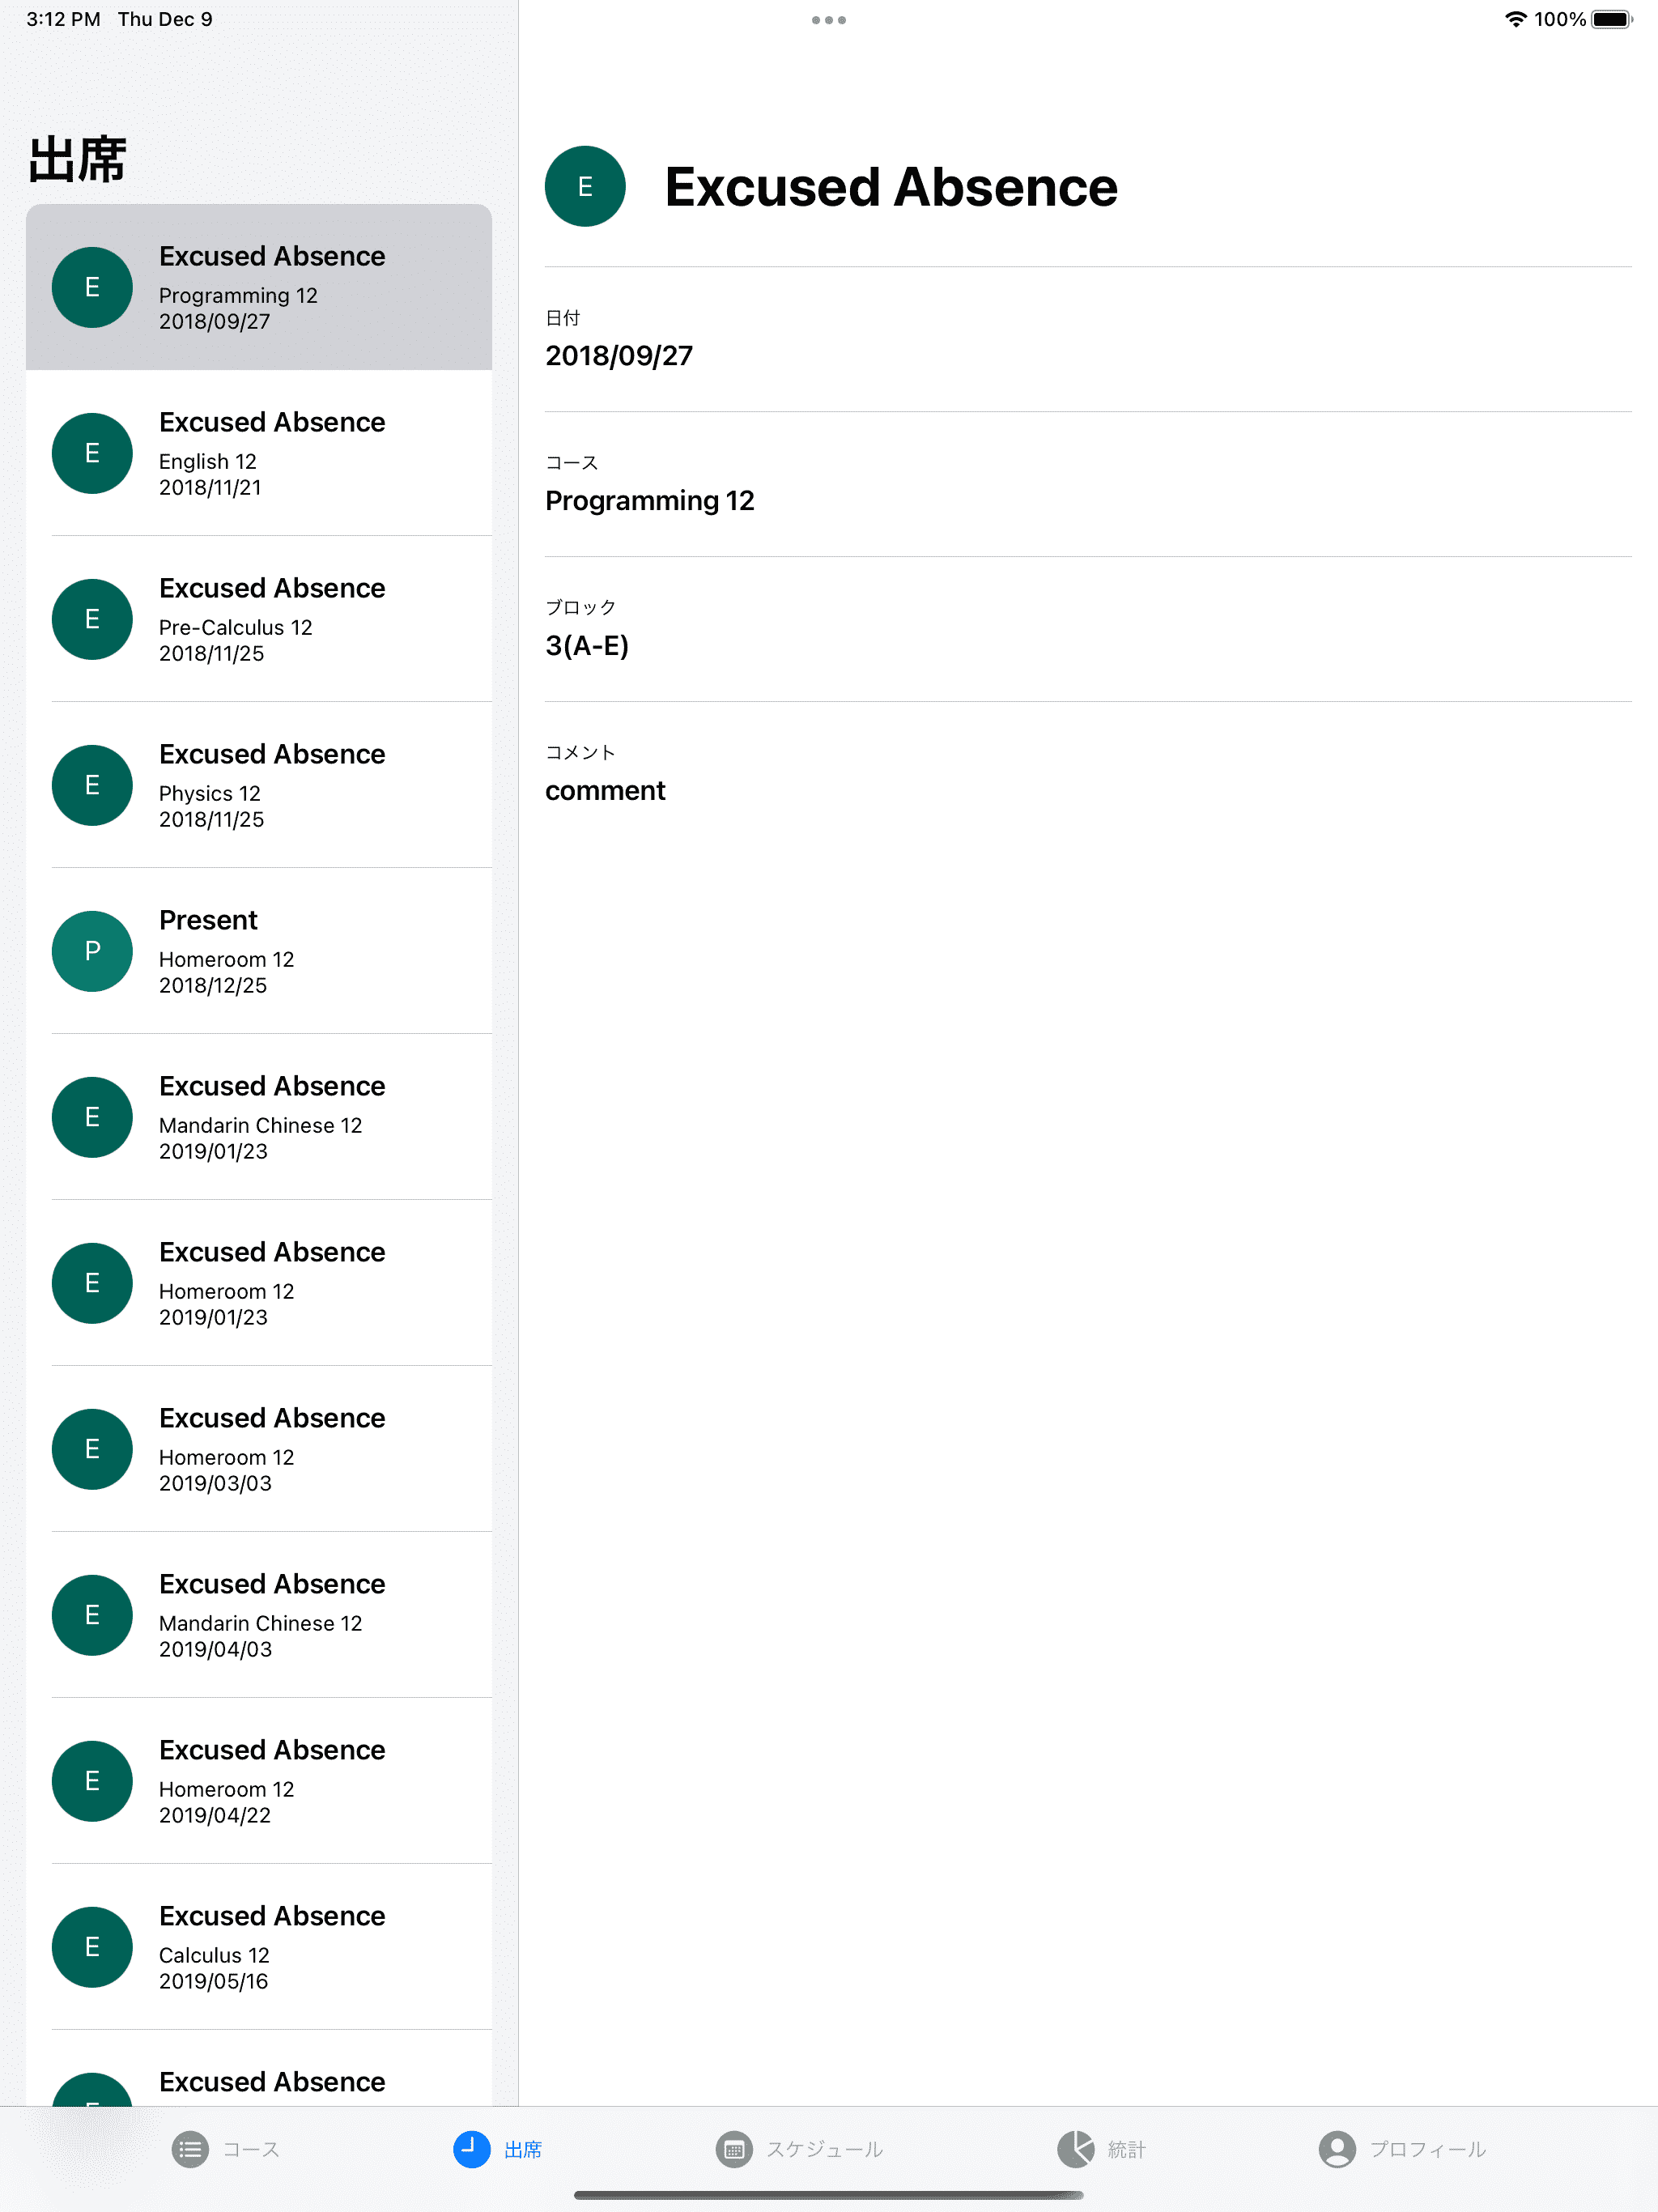 3:12 PM Thu Dec 9
100%
出席
E
Excused Absence
Programming 12
2018/09/27
E
Excused Absence
English 12
2018/11/21
E
Excused Absence
Pre-Calculus 12
2018/11/25
E
Excused Absence
Physics 12
2018/11/25
P
Present
Homeroom 12
2018/12/25
E
Excused Absence
Mandarin Chinese 12
2019/01/23
E
Excused Absence
Homeroom 12
2019/01/23
E
Excused Absence
Homeroom 12
2019/03/03
E
Excused Absence
Mandarin Chinese 12
2019/04/03
E
Excused Absence
Homeroom 12
2019/04/22
E
Excused Absence
Calculus 12
2019/05/16
E
Excused Absence
E
Excused Absence
日付
2018/09/27
コース
Programming 12
ブロック
3(A-E)
コメント
comment
コース
出席
スケジュール
統計
プロフィール